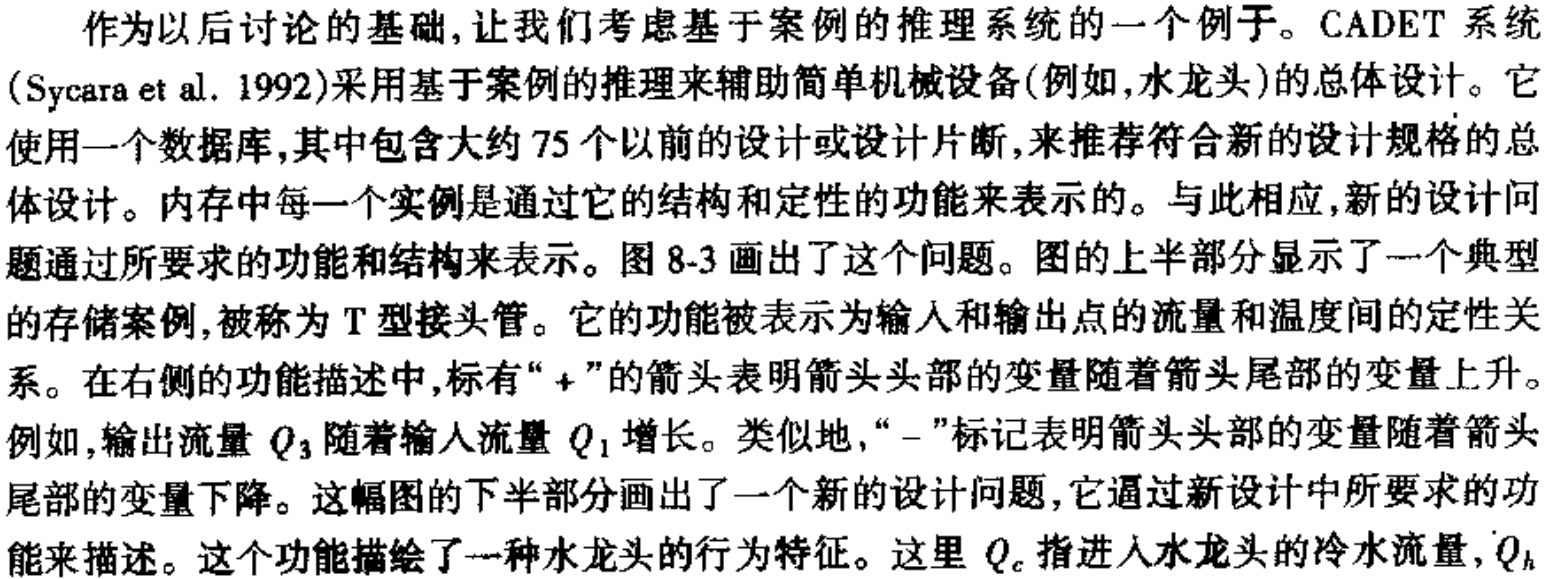 作为以后讨论的基础,让我们考虑基于案例的推理系统的一个例于。CADET 系统
(Sycara et al. 1992)采用基于案例的推理来辅助简单机械设备(例如,水龙头)的总体设计。它
使用一个数据库,其中包含大约 75 个以前的设计或设计片断,来推荐符合新的设计规格的总
体设计。内存中每一个实例是通过它的结构和定性的功能来表示的。与此相应,新的设计问
题通过所要求的功能和结构来表示。图 8-3 画出了这个问题。图的上半部分显示了一个典型
的存储案例,被称为 T 型接头管。它的功能被表示为输入和输出点的流量和温度间的定性关
系。在右侧的功能描述中,标有“+”的箭头表明箭头头部的变量随着箭头尾部的变量上升。
例如,输出流量 Q₃ 随着输入流量 Q₁ 增长。类似地,“-”标记表明箭头头部的变量随着箭头
尾部的变量下降。这幅图的下半部分画出了一个新的设计问题,它通过新设计中所要求的功
能来描述。这个功能描绘了一种水龙头的行为特征。这里 Q_c 指进入水龙头的冷水流量,Q_h